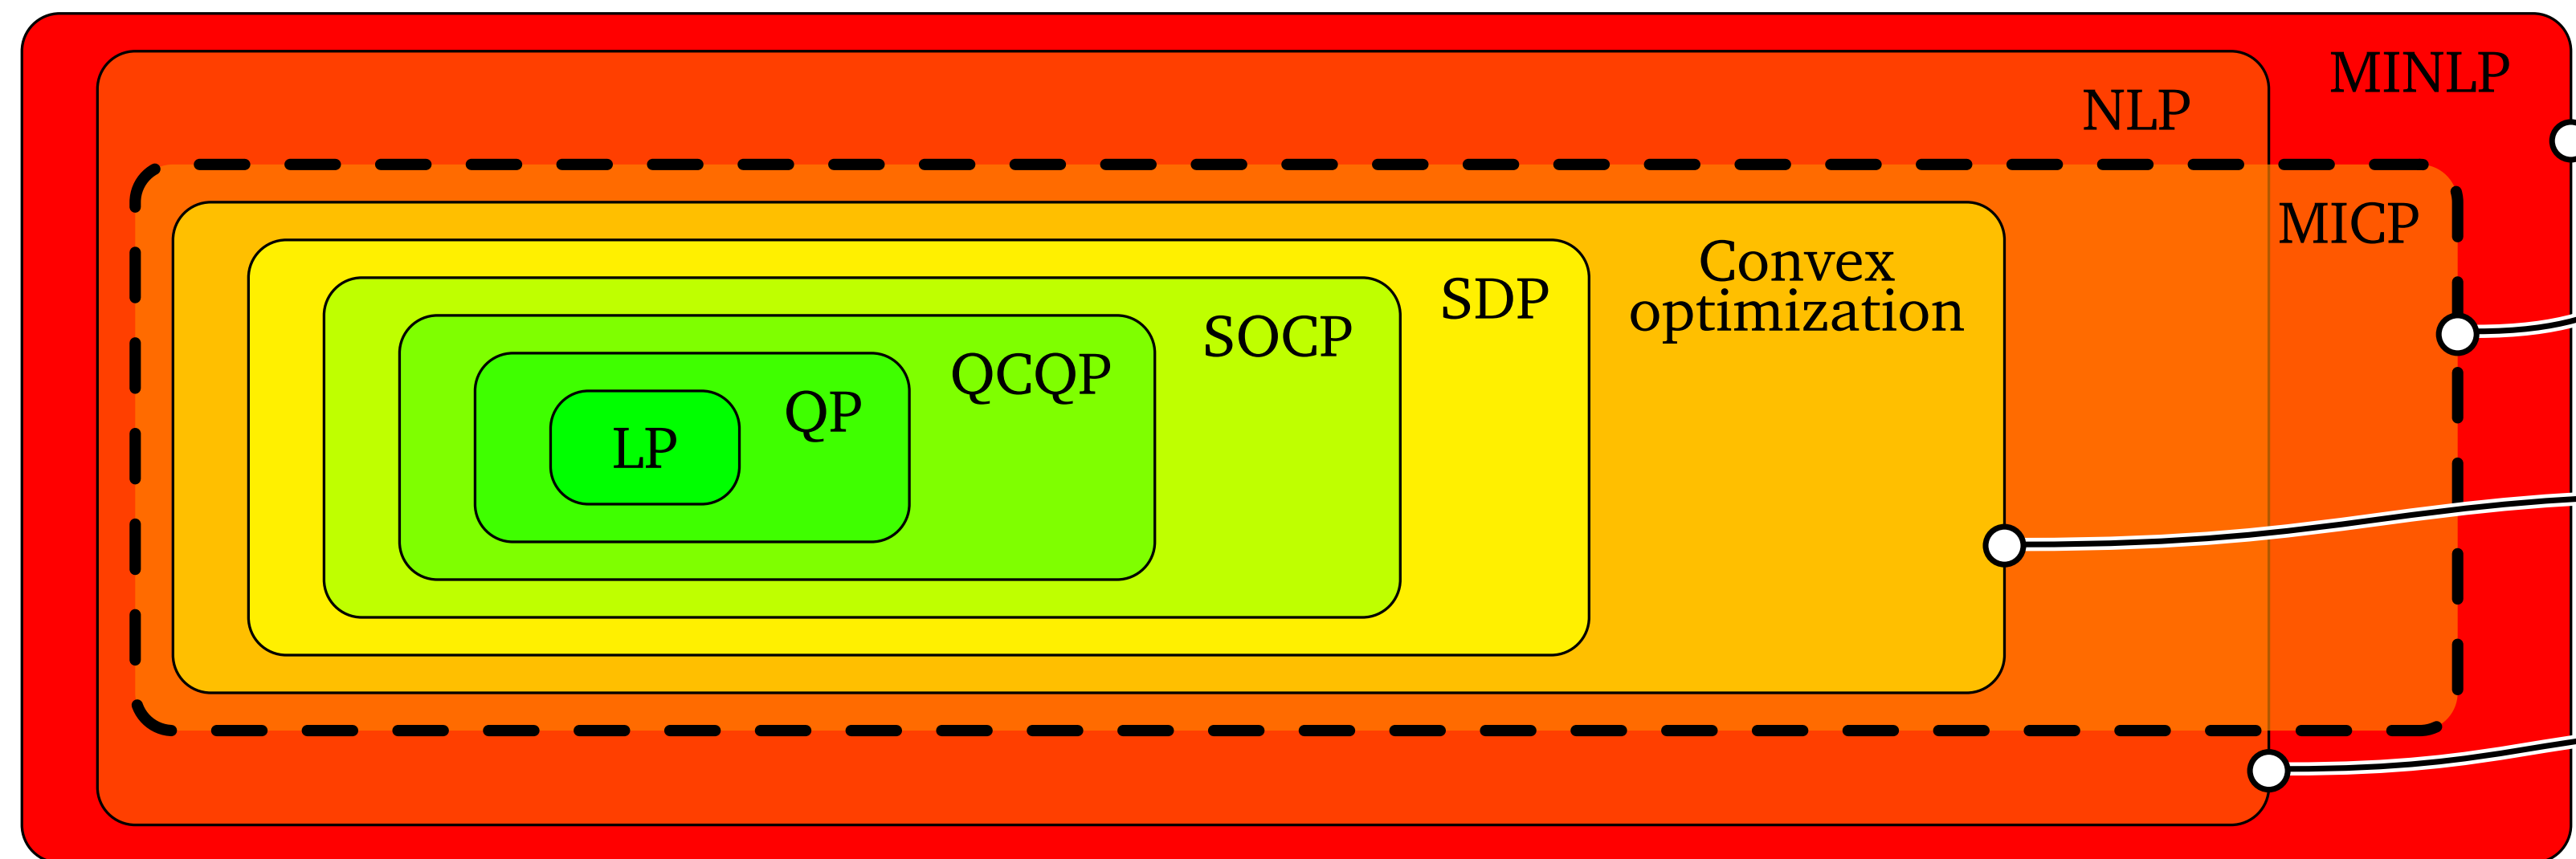 MINLP
NLP
MICP
Convex
optimization
SDP
SOCP
QCQP
QP
LP